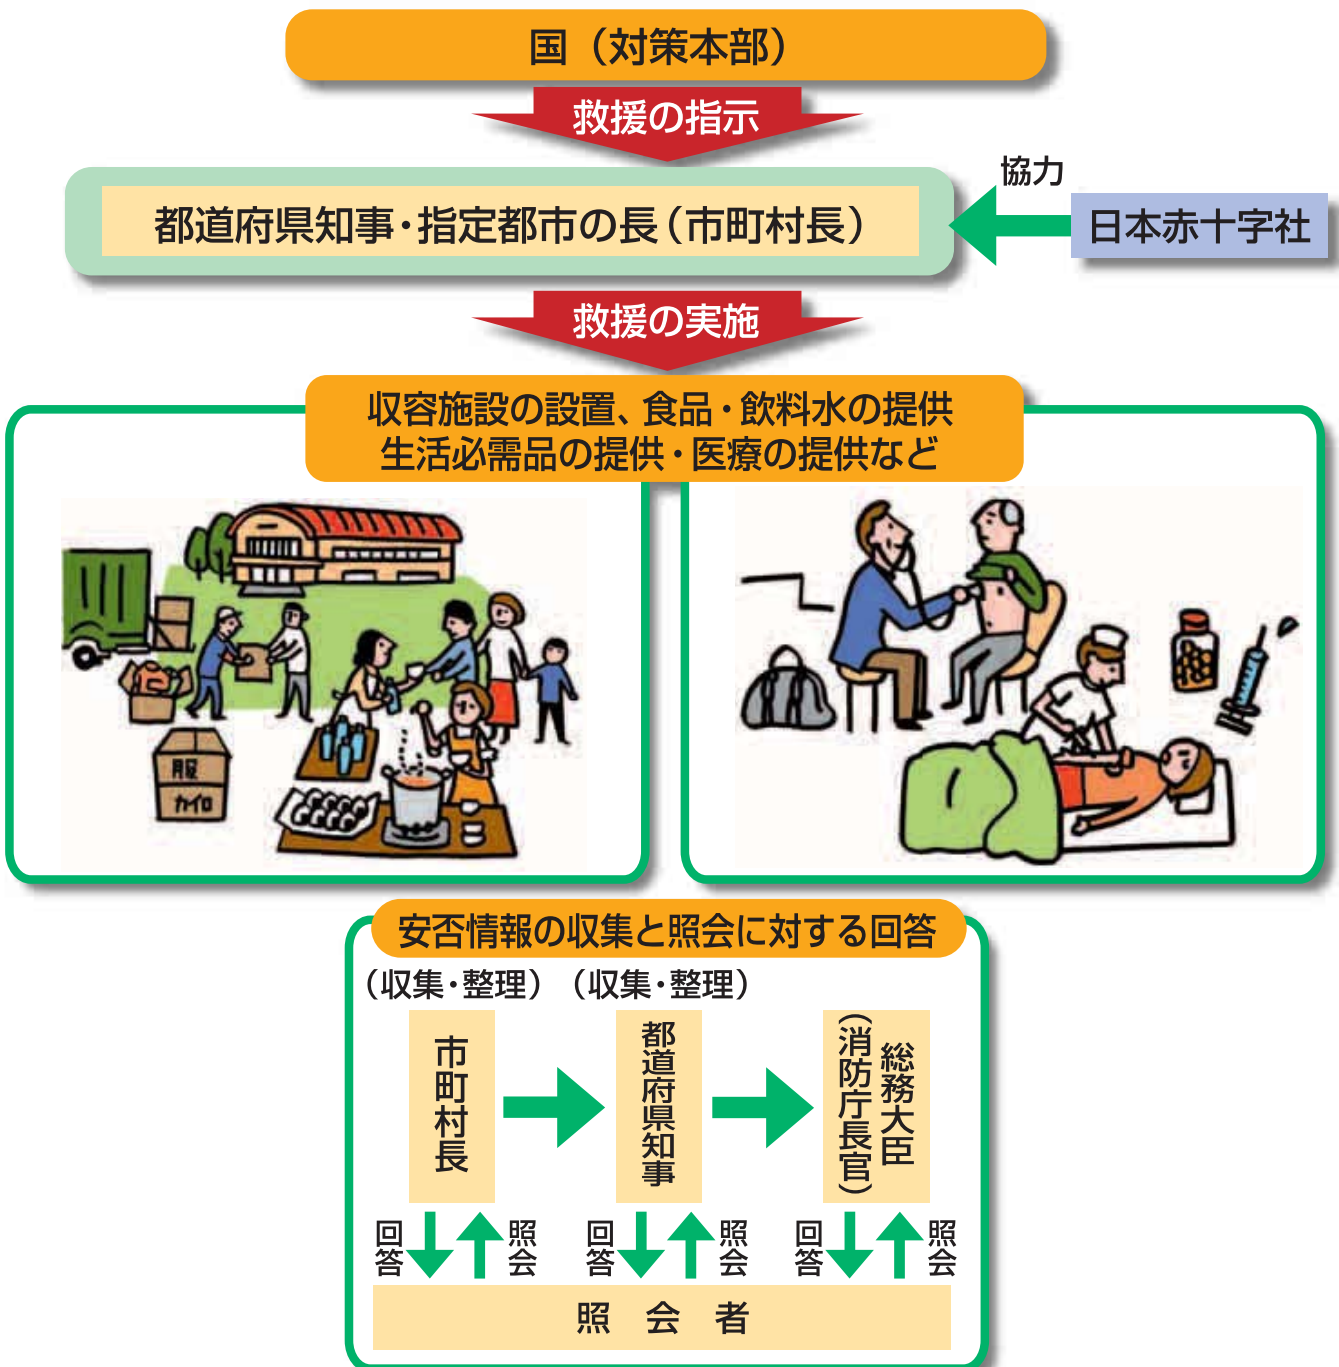 国（対策本部）
救援の指示
都道府県知事・指定都市の長（市町村長）
協力
日本赤十字社
救援の実施
収容施設の設置、食品・飲料水の提供
生活必需品の提供・医療の提供など
服
カイロ
安否情報の収集と照会に対する回答
（収集・整理）
（収集・整理）
市町村長
都道府県知事
総務大臣
（消防庁長官）
回答
照会
回答
照会
回答
照会
照会者